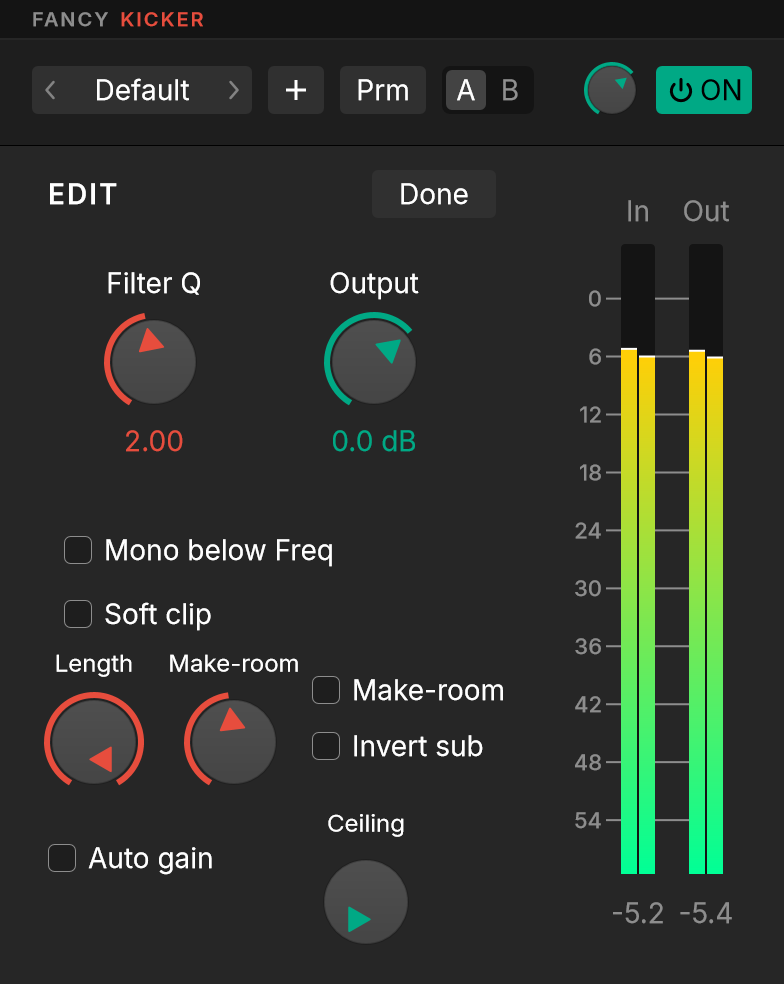 FANCY KICKER
Default + Prm A B ON
EDIT Done
In Out
Filter Q Output
2.00 0.0 dB
0
6
12
18
24
30
36
42
48
54
-5.2 -5.4
Mono below Freq
Soft clip
Length Make-room
Make-room
Invert sub
Ceiling
Auto gain